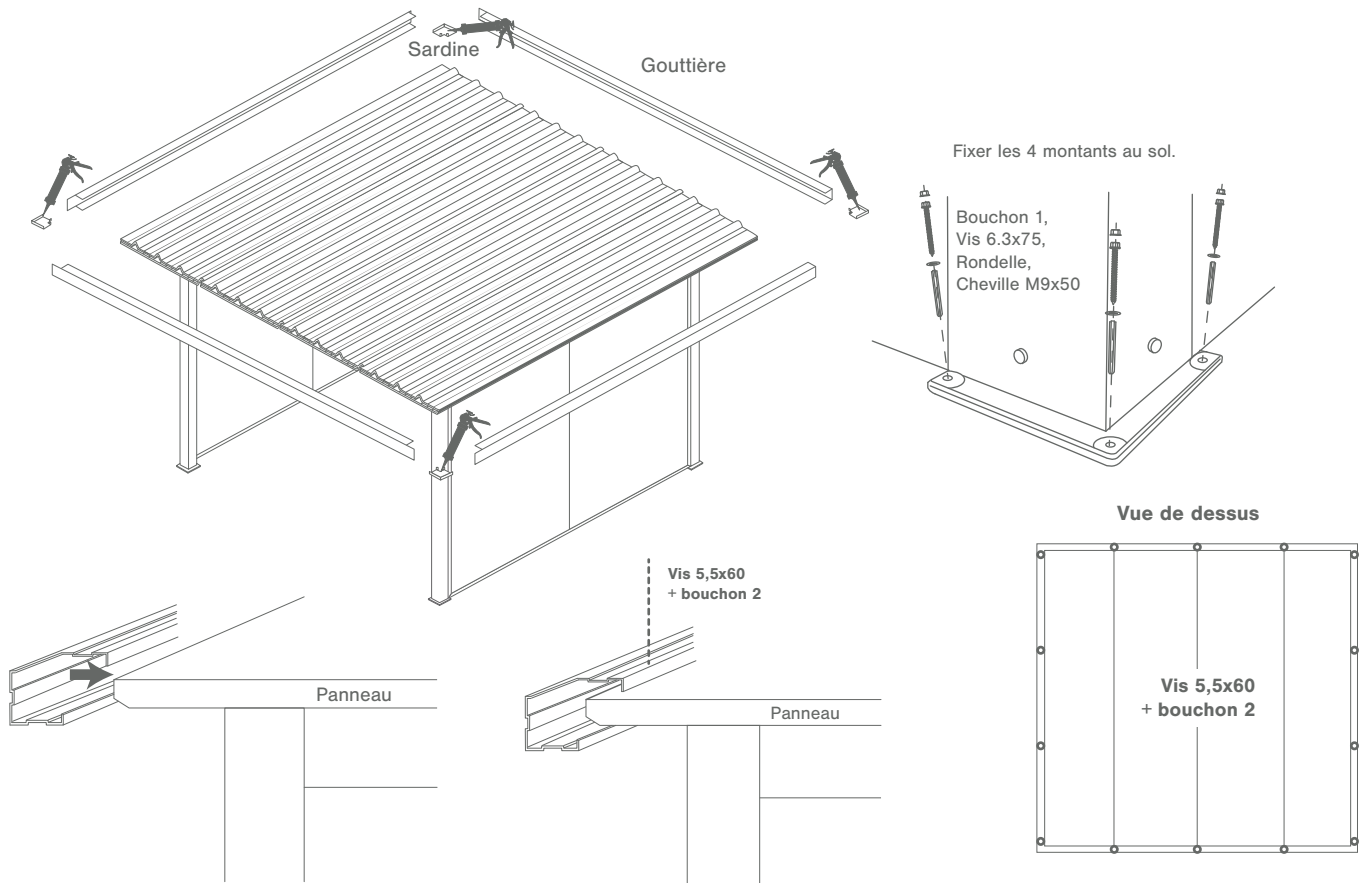 Sardine
Gouttière
Fixer les 4 montants au sol.
Bouchon 1,
Vis 6.3x75,
Rondelle,
Cheville M9x50
Vue de dessus
Vis 5,5x60
+ bouchon 2
Panneau
Panneau
Vis 5,5x60
+ bouchon 2